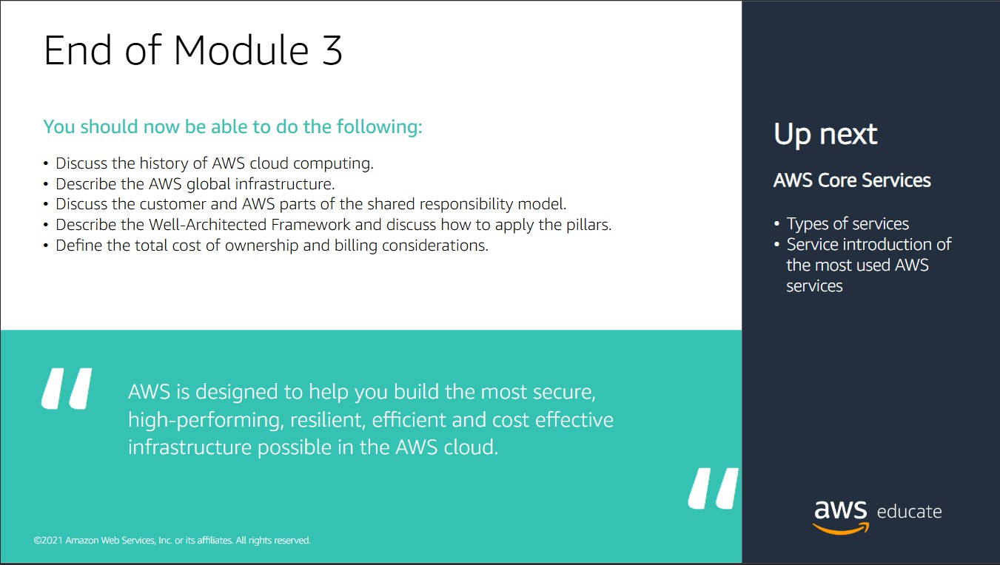 End of Module 3
You should now be able to do the following:
• Discuss the history of AWS cloud computing.
• Describe the AWS global infrastructure.
• Discuss the customer and AWS parts of the shared responsibility model.
• Describe the Well-Architected Framework and discuss how to apply the pillars.
• Define the total cost of ownership and billing considerations.
“
AWS is designed to help you build the most secure,
high-performing, resilient, efficient and cost effective
infrastructure possible in the AWS cloud.
“
©2021 Amazon Web Services, Inc. or its affiliates. All rights reserved.
Up next
AWS Core Services
• Types of services
• Service introduction of
the most used AWS
services
aws educate